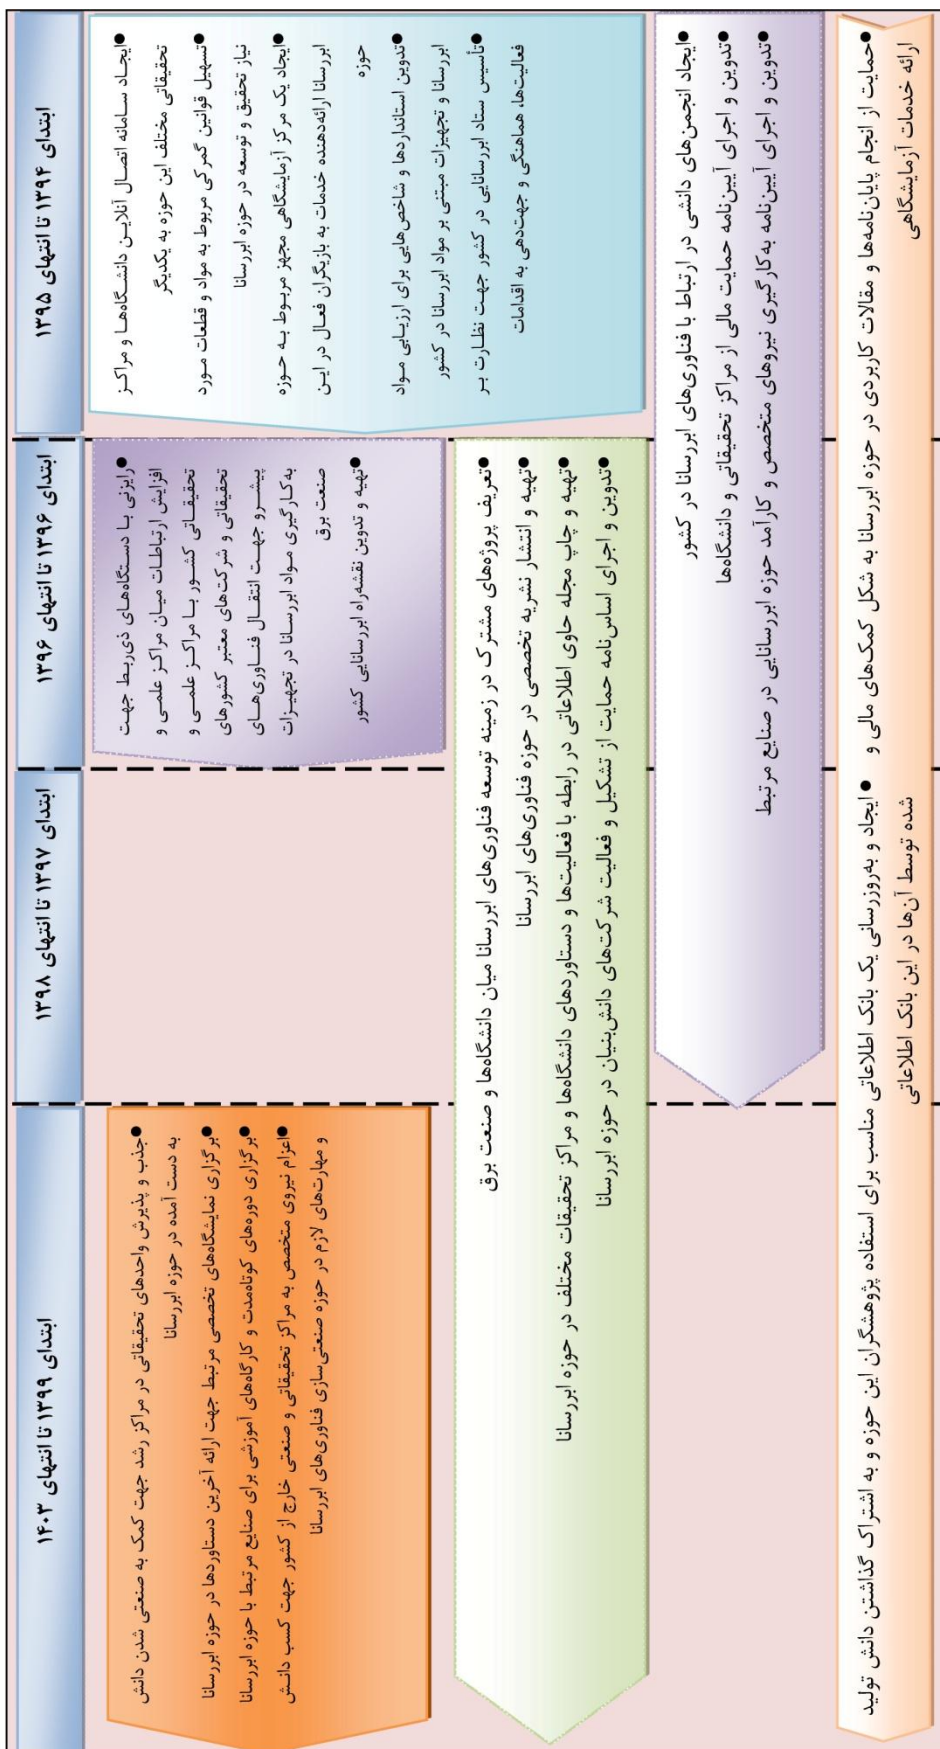 ابتدای ۱۳۹۴ تا انتهای ۱۳۹۵
ابتدای ۱۳۹۶ تا انتهای ۱۳۹۶
ابتدای ۱۳۹۷ تا انتهای ۱۳۹۸
ابتدای ۱۳۹۹ تا انتهای ۱۴۰۳
●ایجاد سامانه اتصال آنلاین دانشگاه‌ها و مراکز
تحقیقاتی مختلف این حوزه به یکدیگر
●تسهیل قوانین گمرکی مربوط به مواد و قطعات مورد
نیاز تحقیق و توسعه در حوزه ابررسانا
●ایجاد یک مرکز آزمایشگاهی مجهز مربوط به حوزه
ابررسانا ارائه‌دهنده خدمات به بازیگران فعال در این
حوزه
●تدوین استانداردها و شاخص‌هایی برای ارزیابی مواد
ابررسانا و تجهیزات مبتنی بر مواد ابررسانا در کشور
●تأسیس ستاد ابررسانایی در کشور جهت نظارت بر
فعالیت‌ها، هماهنگی و جهت‌دهی به اقدامات
●رایزنی با دستگاه‌های ذی‌ربط جهت
افزایش ارتباطات میان مراکز علمی و
تحقیقاتی کشور با مراکز علمی و
تحقیقاتی و شرکت‌های معتبر کشورهای
پیشرو جهت انتقال فناوری‌های
به‌کارگیری مواد ابررسانا در تجهیزات
صنعت برق
●تهیه و تدوین نقشه‌راه ابررسانایی کشور
●جذب و پذیرش واحدهای تحقیقاتی در مراکز رشد جهت کمک به صنعتی شدن دانش
به دست آمده در حوزه ابررسانا
●برگزاری نمایشگاه‌های تخصصی مرتبط جهت ارائه آخرین دستاوردها در حوزه ابررسانا
●برگزاری دوره‌های کوتاه‌مدت و کارگاه‌های آموزشی برای صنایع مرتبط با حوزه ابررسانا
●اعزام نیروی متخصص به مراکز تحقیقاتی و صنعتی خارج از کشور جهت کسب دانش
و مهارت‌های لازم در حوزه صنعتی‌سازی فناوری‌های ابررسانا
●تعریف پروژه‌های مشترک در زمینه توسعه فناوری‌های ابررسانا میان دانشگاه‌ها و صنعت برق
●تهیه و انتشار نشریه تخصصی در حوزه فناوری‌های ابررسانا
●تهیه و چاپ مجله حاوی اطلاعاتی در رابطه با فعالیت‌ها و دستاوردهای دانشگاه‌ها و مراکز تحقیقات مختلف در حوزه ابررسانا
●تدوین و اجرای اساس‌نامه حمایت از تشکیل و فعالیت شرکت‌های دانش‌بنیان در حوزه ابررسانا
●ایجاد انجمن‌های دانشی در ارتباط با فناوری‌های ابررسانا در کشور
●تدوین و اجرای آیین‌نامه حمایت مالی از مراکز تحقیقاتی و دانشگاه‌ها
●تدوین و اجرای آیین‌نامه به‌کارگیری نیروهای متخصص و کارآمد حوزه ابررسانایی در صنایع مرتبط
●حمایت از انجام پایان‌نامه‌ها و مقالات کاربردی در حوزه ابررسانا به شکل کمک‌های مالی و
ارائه خدمات آزمایشگاهی
●ایجاد و به‌روزرسانی یک بانک اطلاعاتی مناسب برای استفاده پژوهشگران این حوزه و به اشتراک گذاشتن دانش تولید
شده توسط آن‌ها در این بانک اطلاعاتی